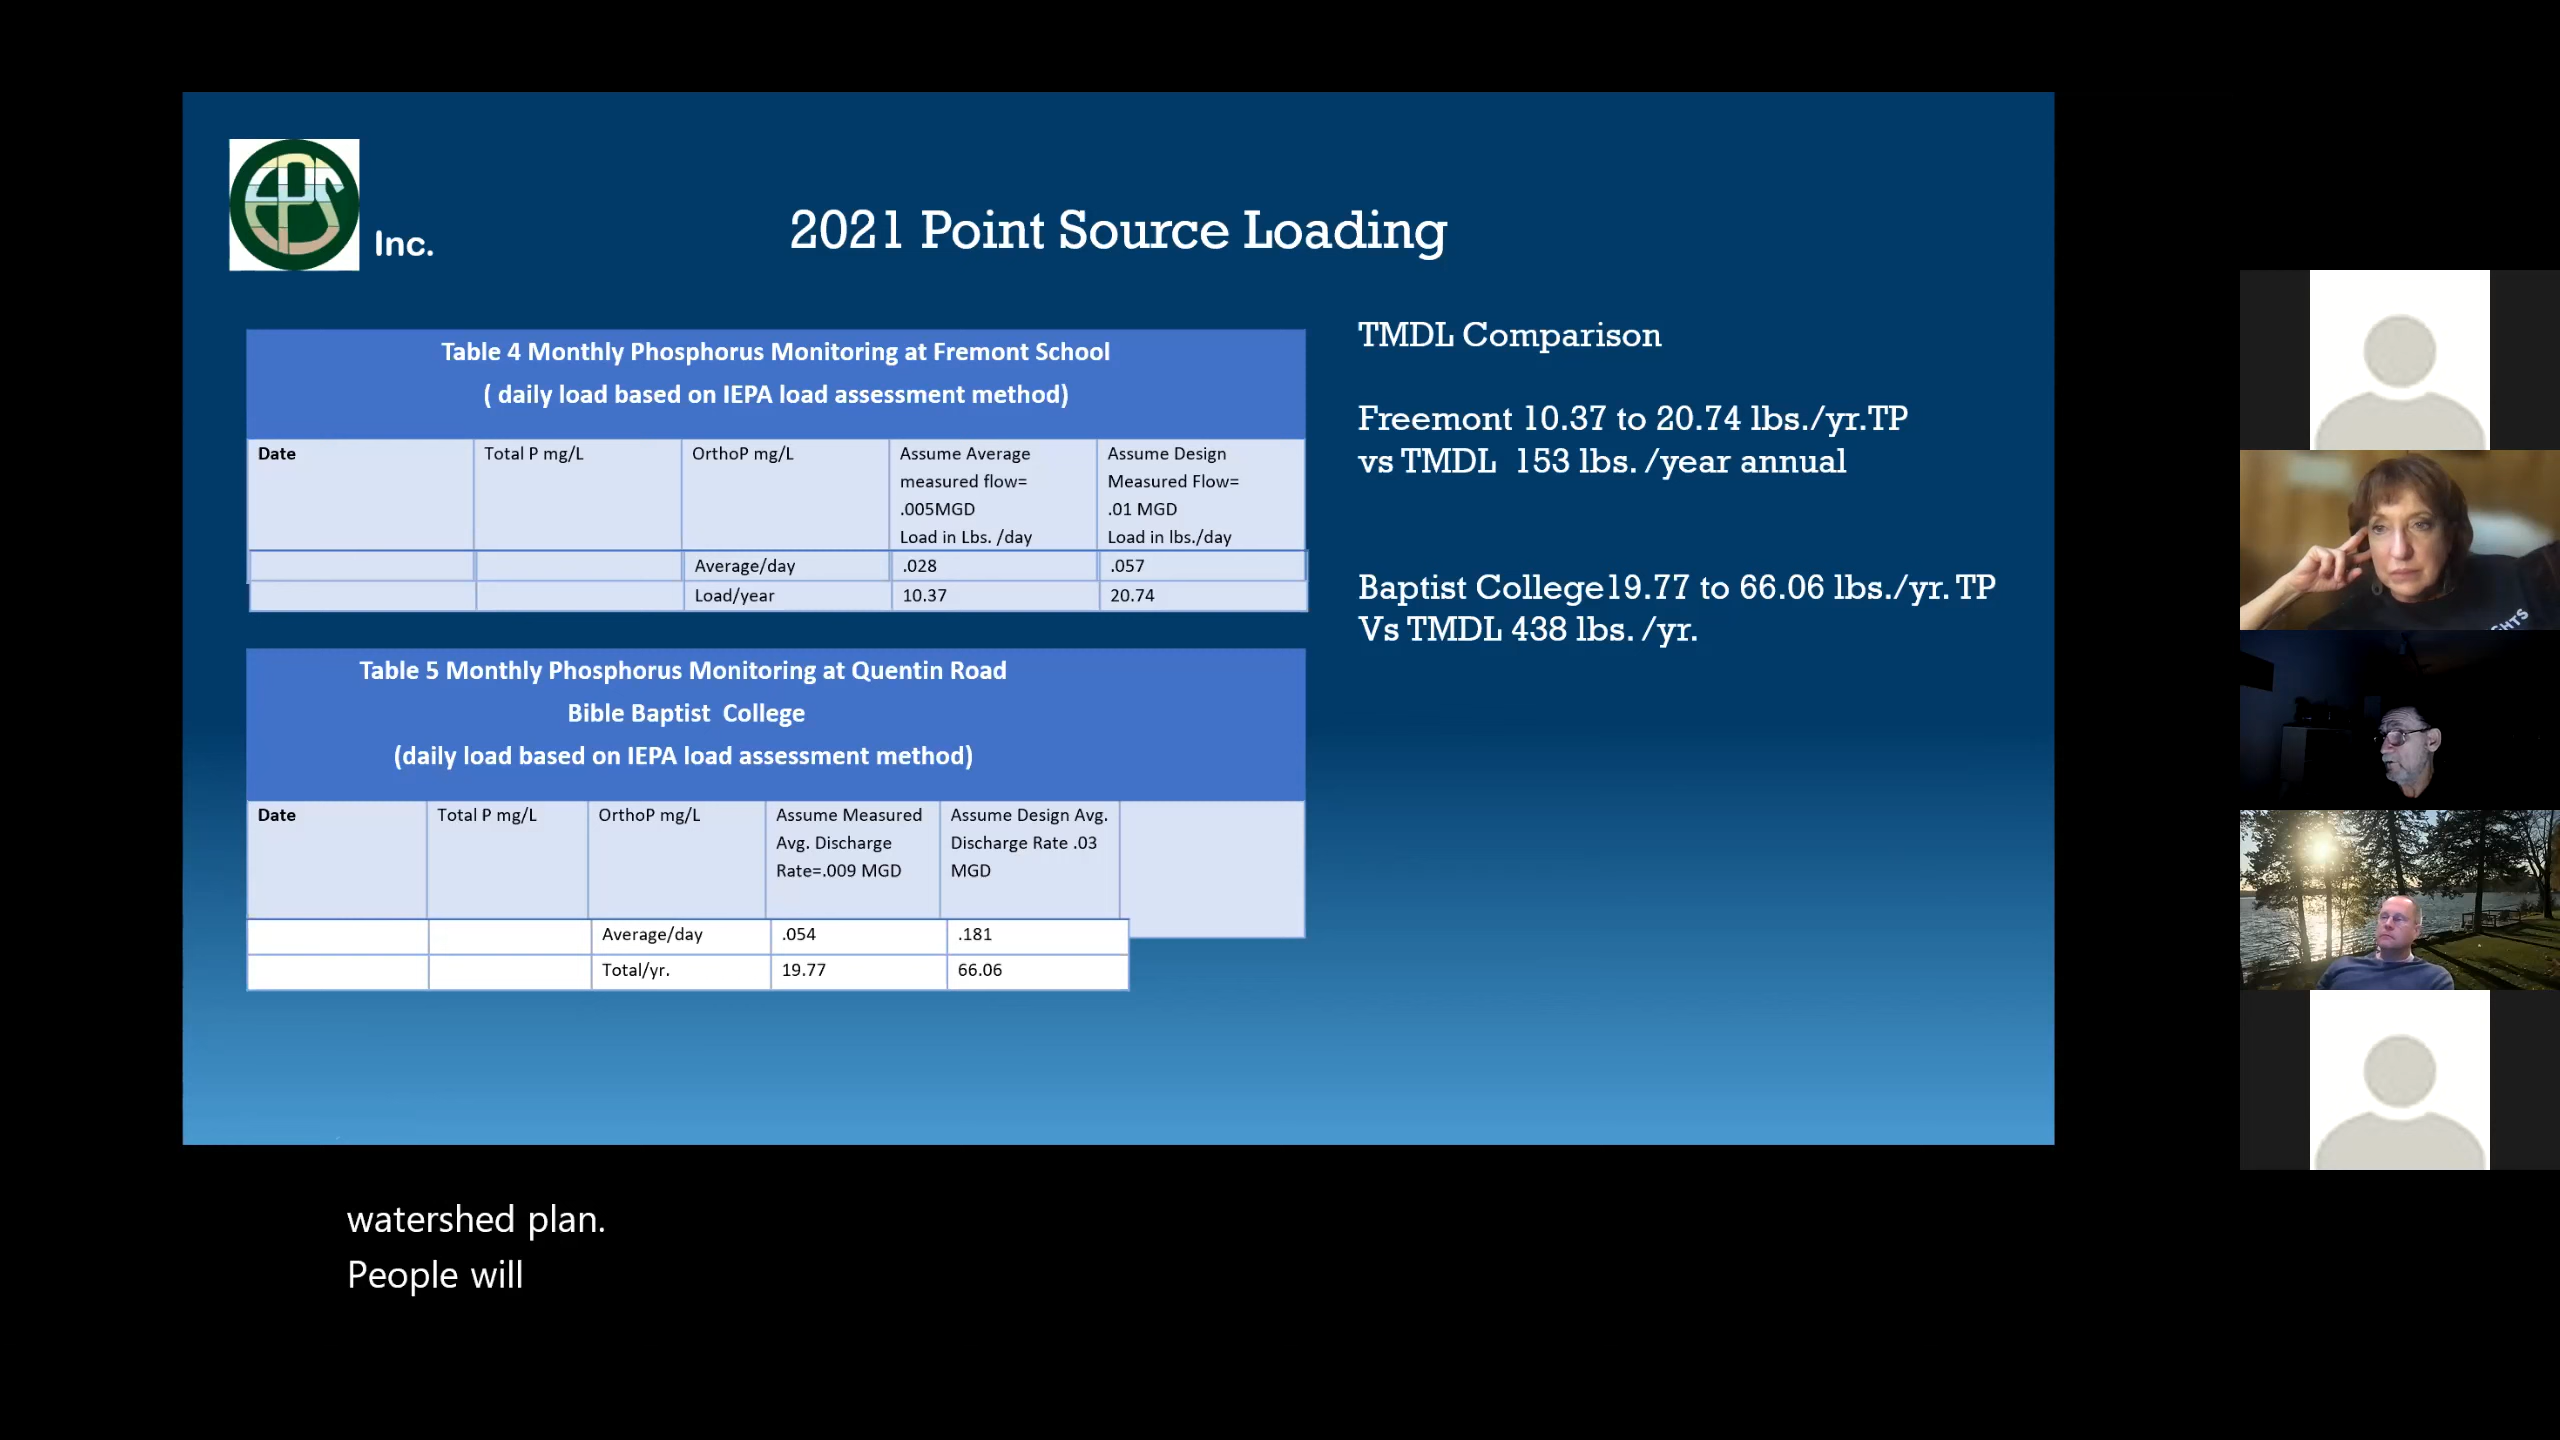 EPS
Inc.
2021 Point Source Loading
Table 4 Monthly Phosphorus Monitoring at Fremont School
( daily load based on IEPA load assessment method)
Date
Total P mg/L
OrthoP mg/L
Assume Average
measured flow=
.005MGD
Load in Lbs. /day
Assume Design
Measured Flow=
.01 MGD
Load in lbs./day
Average/day
.028
.057
Load/year
10.37
20.74
TMDL Comparison
Freemont 10.37 to 20.74 lbs./yr.TP
vs TMDL 153 lbs. /year annual
Baptist College19.77 to 66.06 lbs./yr. TP
Vs TMDL 438 lbs. /yr.
Table 5 Monthly Phosphorus Monitoring at Quentin Road
Bible Baptist College
(daily load based on IEPA load assessment method)
Date
Total P mg/L
OrthoP mg/L
Assume Measured
Avg. Discharge
Rate=.009 MGD
Assume Design Avg.
Discharge Rate .03
MGD
Average/day
.054
.181
Total/yr.
19.77
66.06
watershed plan.
People will